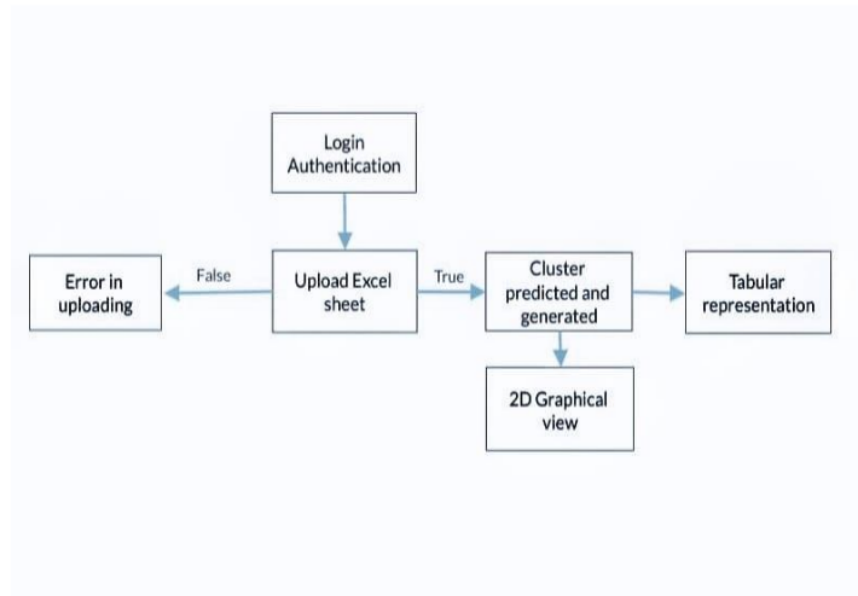 Login
Authentication
Error in
uploading
False
Upload Excel
sheet
True
Cluster
predicted and
generated
Tabular
representation
2D Graphical
view